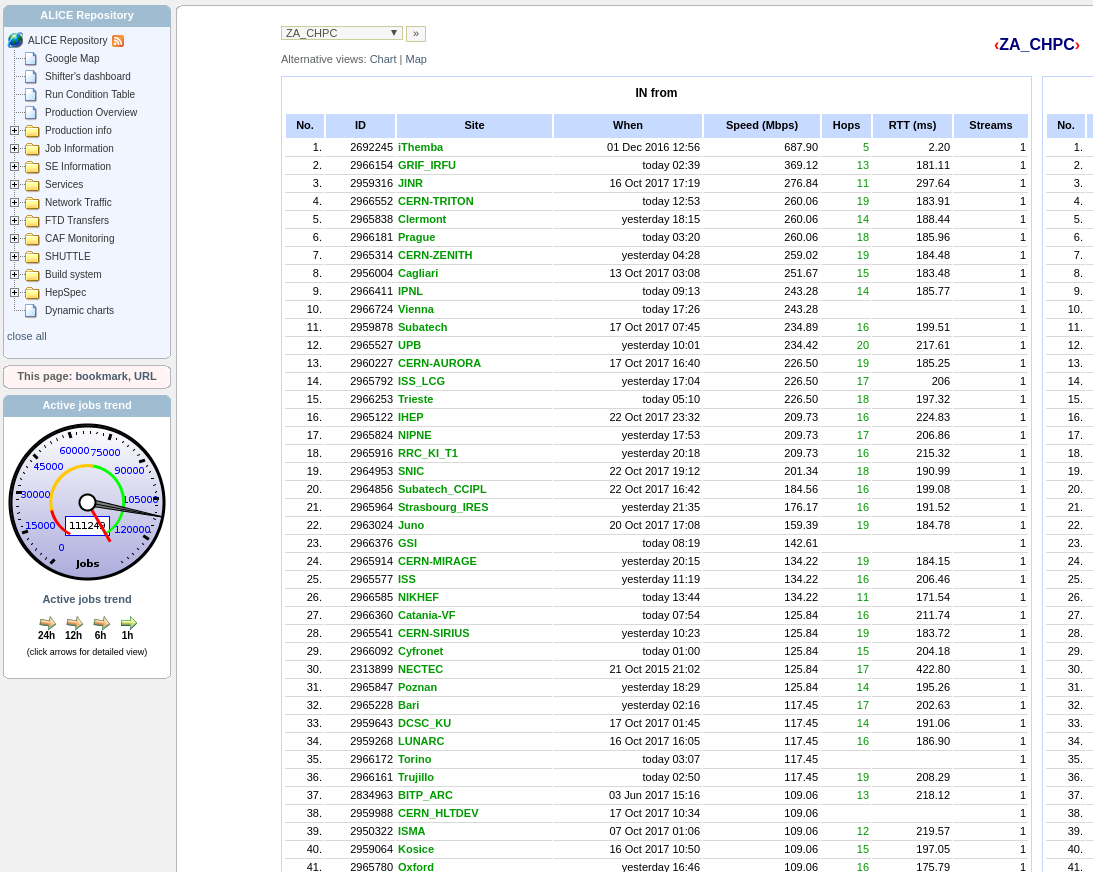 ALICE Repository
ALICE Repository
Google Map
Shifter's dashboard
Run Condition Table
Production Overview
Production info
Job Information
SE Information
Services
Network Traffic
FTD Transfers
CAF Monitoring
SHUTTLE
Build system
HepSpec
Dynamic charts
close all
This page: bookmark, URL
Active jobs trend
0
15000
30000
45000
60000
75000
90000
105000
120000
111249
Jobs
Active jobs trend
24h 12h 6h 1h
(click arrows for detailed view)
ZA_CHPC ▼ »
‹ZA_CHPC›
Alternative views: Chart | Map
IN from
No. ID Site When Speed (Mbps) Hops RTT (ms) Streams No.
1. 2692245 iThemba 01 Dec 2016 12:56 687.90 5 2.20 1 1.
2. 2966154 GRIF_IRFU today 02:39 369.12 13 181.11 1 2.
3. 2959316 JINR 16 Oct 2017 17:19 276.84 11 297.64 1 3.
4. 2966552 CERN-TRITON today 12:53 260.06 19 183.91 1 4.
5. 2965838 Clermont yesterday 18:15 260.06 14 188.44 1 5.
6. 2966181 Prague today 03:20 260.06 18 185.96 1 6.
7. 2965314 CERN-ZENITH yesterday 04:28 259.02 19 184.48 1 7.
8. 2956004 Cagliari 13 Oct 2017 03:08 251.67 15 183.48 1 8.
9. 2966411 IPNL today 09:13 243.28 14 185.77 1 9.
10. 2966724 Vienna today 17:26 243.28 1 10.
11. 2959878 Subatech 17 Oct 2017 07:45 234.89 16 199.51 1 11.
12. 2965527 UPB yesterday 10:01 234.42 20 217.61 1 12.
13. 2960227 CERN-AURORA 17 Oct 2017 16:40 226.50 19 185.25 1 13.
14. 2965792 ISS_LCG yesterday 17:04 226.50 17 206 1 14.
15. 2966253 Trieste today 05:10 226.50 18 197.32 1 15.
16. 2965122 IHEP 22 Oct 2017 23:32 209.73 16 224.83 1 16.
17. 2965824 NIPNE yesterday 17:53 209.73 17 206.86 1 17.
18. 2965916 RRC_KI_T1 yesterday 20:18 209.73 16 215.32 1 18.
19. 2964953 SNIC 22 Oct 2017 19:12 201.34 18 190.99 1 19.
20. 2964856 Subatech_CCIPL 22 Oct 2017 16:42 184.56 16 199.08 1 20.
21. 2965964 Strasbourg_IRES yesterday 21:35 176.17 16 191.52 1 21.
22. 2963024 Juno 20 Oct 2017 17:08 159.39 19 184.78 1 22.
23. 2966376 GSI today 08:19 142.61 1 23.
24. 2965914 CERN-MIRAGE yesterday 20:15 134.22 19 184.15 1 24.
25. 2965577 ISS yesterday 11:19 134.22 16 206.46 1 25.
26. 2966585 NIKHEF today 13:44 134.22 11 171.54 1 26.
27. 2966360 Catania-VF today 07:54 125.84 16 211.74 1 27.
28. 2965541 CERN-SIRIUS yesterday 10:23 125.84 19 183.72 1 28.
29. 2966092 Cyfronet today 01:00 125.84 15 204.18 1 29.
30. 2313899 NECTEC 21 Oct 2015 21:02 125.84 17 422.80 1 30.
31. 2965847 Poznan yesterday 18:29 125.84 14 195.26 1 31.
32. 2965228 Bari yesterday 02:16 117.45 17 202.63 1 32.
33. 2959643 DCSC_KU 17 Oct 2017 01:45 117.45 14 191.06 1 33.
34. 2959268 LUNARC 16 Oct 2017 16:05 117.45 16 186.90 1 34.
35. 2966172 Torino today 03:07 117.45 1 35.
36. 2966161 Trujillo today 02:50 117.45 19 208.29 1 36.
37. 2834963 BITP_ARC 03 Jun 2017 15:16 109.06 13 218.12 1 37.
38. 2959988 CERN_HLTDEV 17 Oct 2017 10:34 109.06 1 38.
39. 2950322 ISMA 07 Oct 2017 01:06 109.06 12 219.57 1 39.
40. 2959064 Kosice 16 Oct 2017 10:50 109.06 15 197.05 1 40.
41. 2965780 Oxford yesterday 16:46 109.06 16 175.79 1 41.